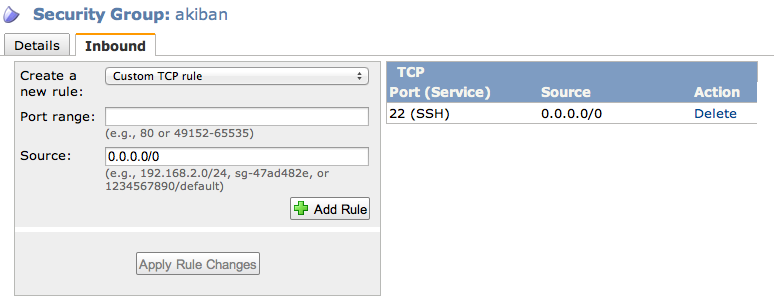 Security Group: akiban
Details
Inbound
Create a new rule:
Custom TCP rule
Port range:
(e.g., 80 or 49152-65535)
Source:
0.0.0.0/0
(e.g., 192.168.2.0/24, sg-47ad482e, or
1234567890/default)
Add Rule
Apply Rule Changes
TCP
Port (Service) Source Action
22 (SSH) 0.0.0.0/0 Delete